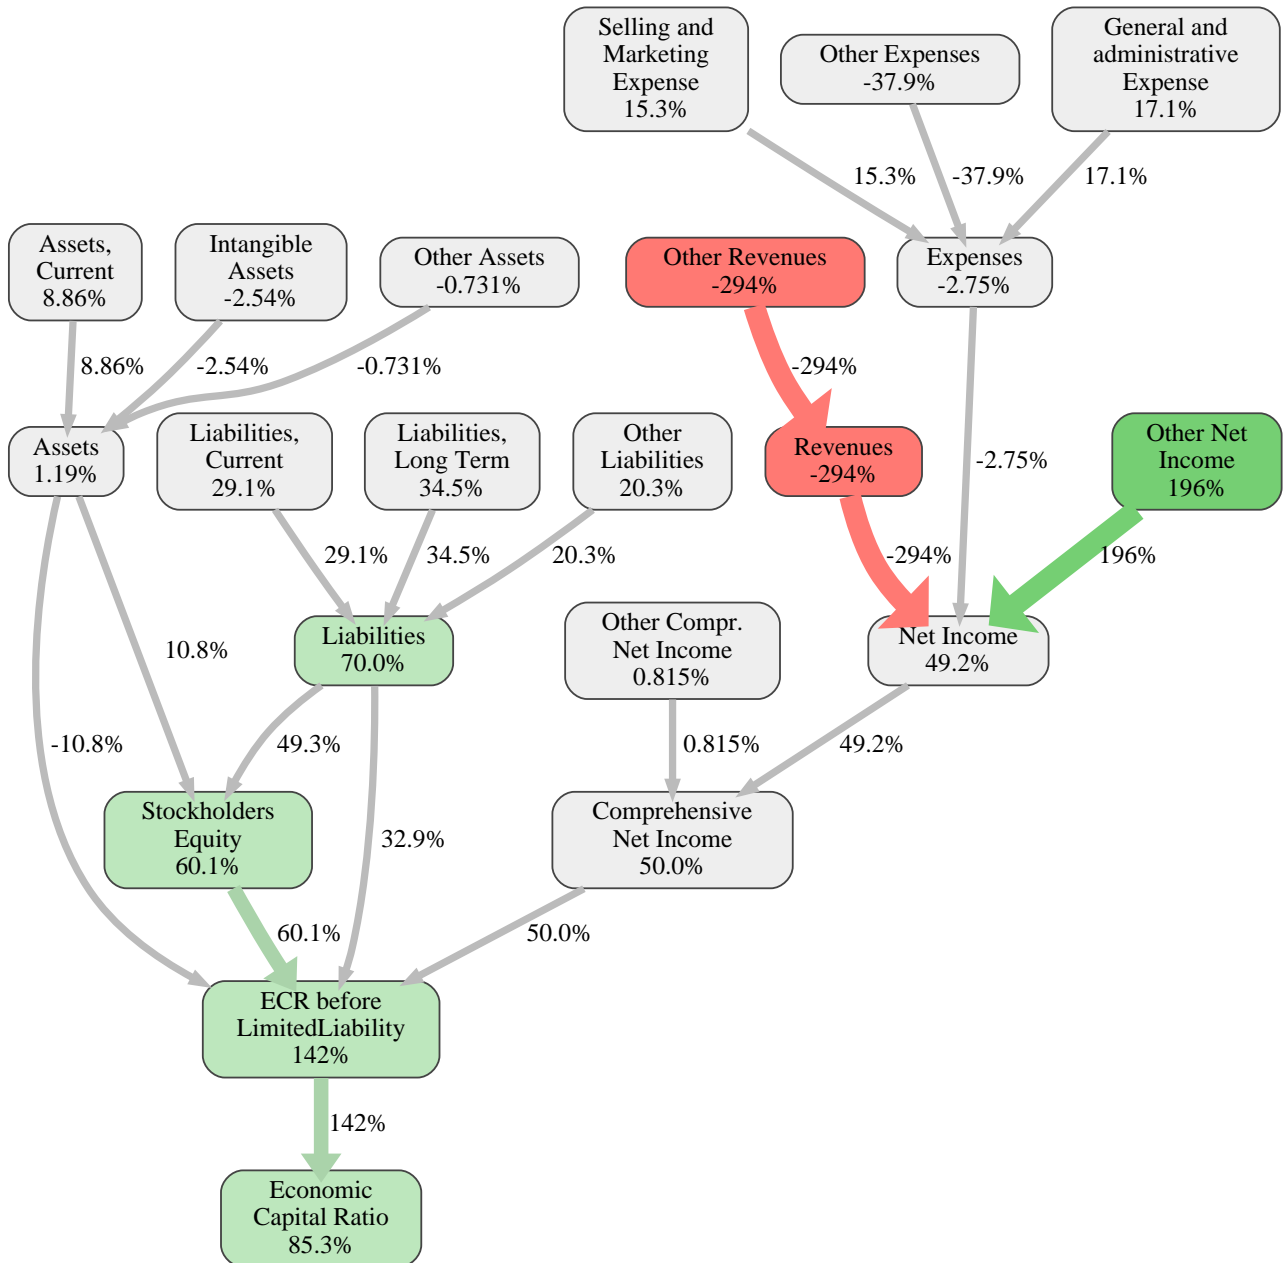 Selling and
Marketing
Expense
15.3%
Other Expenses
-37.9%
General and
administrative
Expense
17.1%
15.3%
-37.9%
17.1%
Assets,
Current
8.86%
Intangible
Assets
-2.54%
Other Assets
-0.731%
Other Revenues
-294%
Expenses
-2.75%
8.86%
-2.54%
-0.731%
-294%
Assets
1.19%
Liabilities,
Current
29.1%
Liabilities,
Long Term
34.5%
Other
Liabilities
20.3%
Revenues
-294%
-2.75%
Other Net
Income
196%
29.1%
34.5%
20.3%
-294%
196%
10.8%
Liabilities
70.0%
Other Compr.
Net Income
0.815%
Net Income
49.2%
-10.8%
49.3%
0.815%
49.2%
Stockholders
Equity
60.1%
32.9%
Comprehensive
Net Income
50.0%
60.1%
50.0%
ECR before
LimitedLiability
142%
142%
Economic
Capital Ratio
85.3%